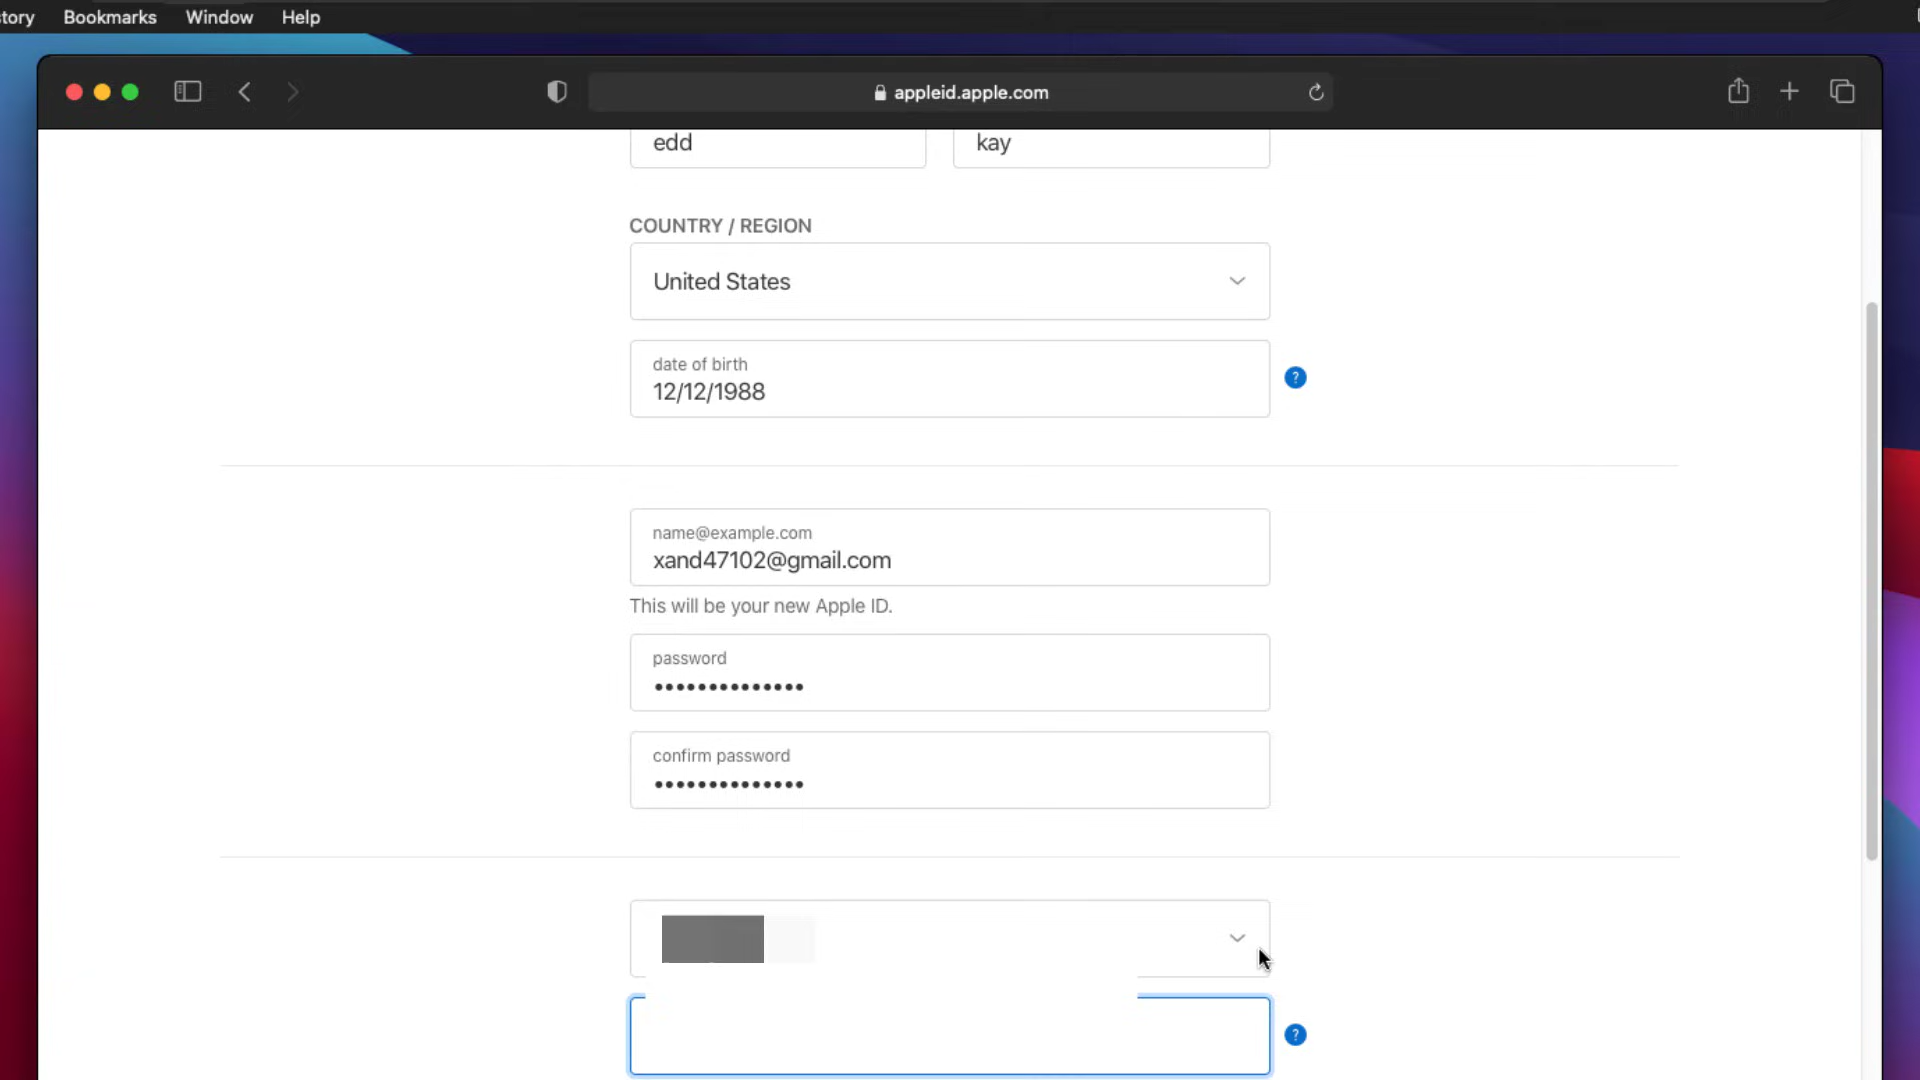 tory Bookmarks Window Help
appleid.apple.com
edd kay
COUNTRY / REGION
United States
date of birth
12/12/1988
?
name@example.com
xand47102@gmail.com
This will be your new Apple ID.
password
••••••••••••••
confirm password
••••••••••••••
?